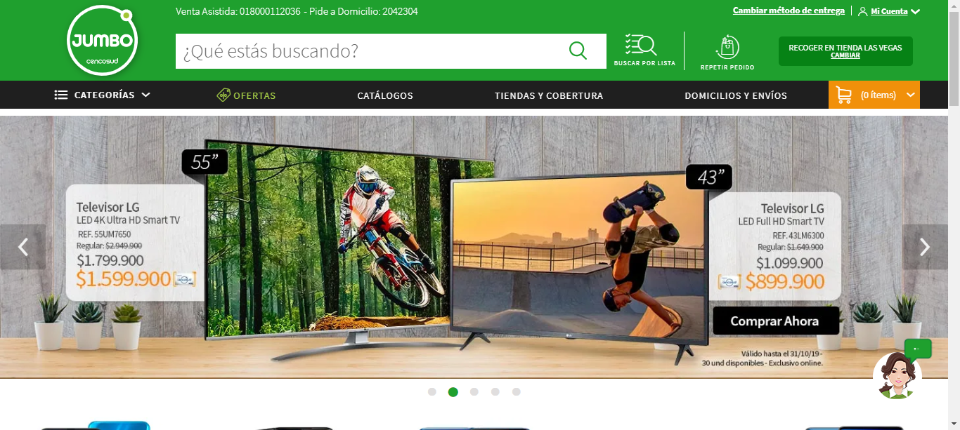 Venta Asistida: 018000112036 - Pide a Domicilio: 2042304
Cambiar método de entrega
Mi Cuenta
JUMBO
cencosud
¿Qué estás buscando?
BUSCAR POR LISTA
REPETIR PEDIDO
RECOGER EN TIENDA LAS VEGAS
CAMBIAR
CATEGORÍAS
OFERTAS
CATÁLOGOS
TIENDAS Y COBERTURA
DOMICILIOS Y ENVÍOS
(0 ítems)
55”
Televisor LG
LED 4K Ultra HD Smart TV
REF. 55UM7650
Regular: $2.949.900
$1.799.900
$1.599.900
43”
Televisor LG
LED Full HD Smart TV
REF. 43LM6300
Regular: $1.649.900
$1.099.900
$899.900
Comprar Ahora
Válido hasta el 31/10/19-
30 und disponibles - Exclusivo online.